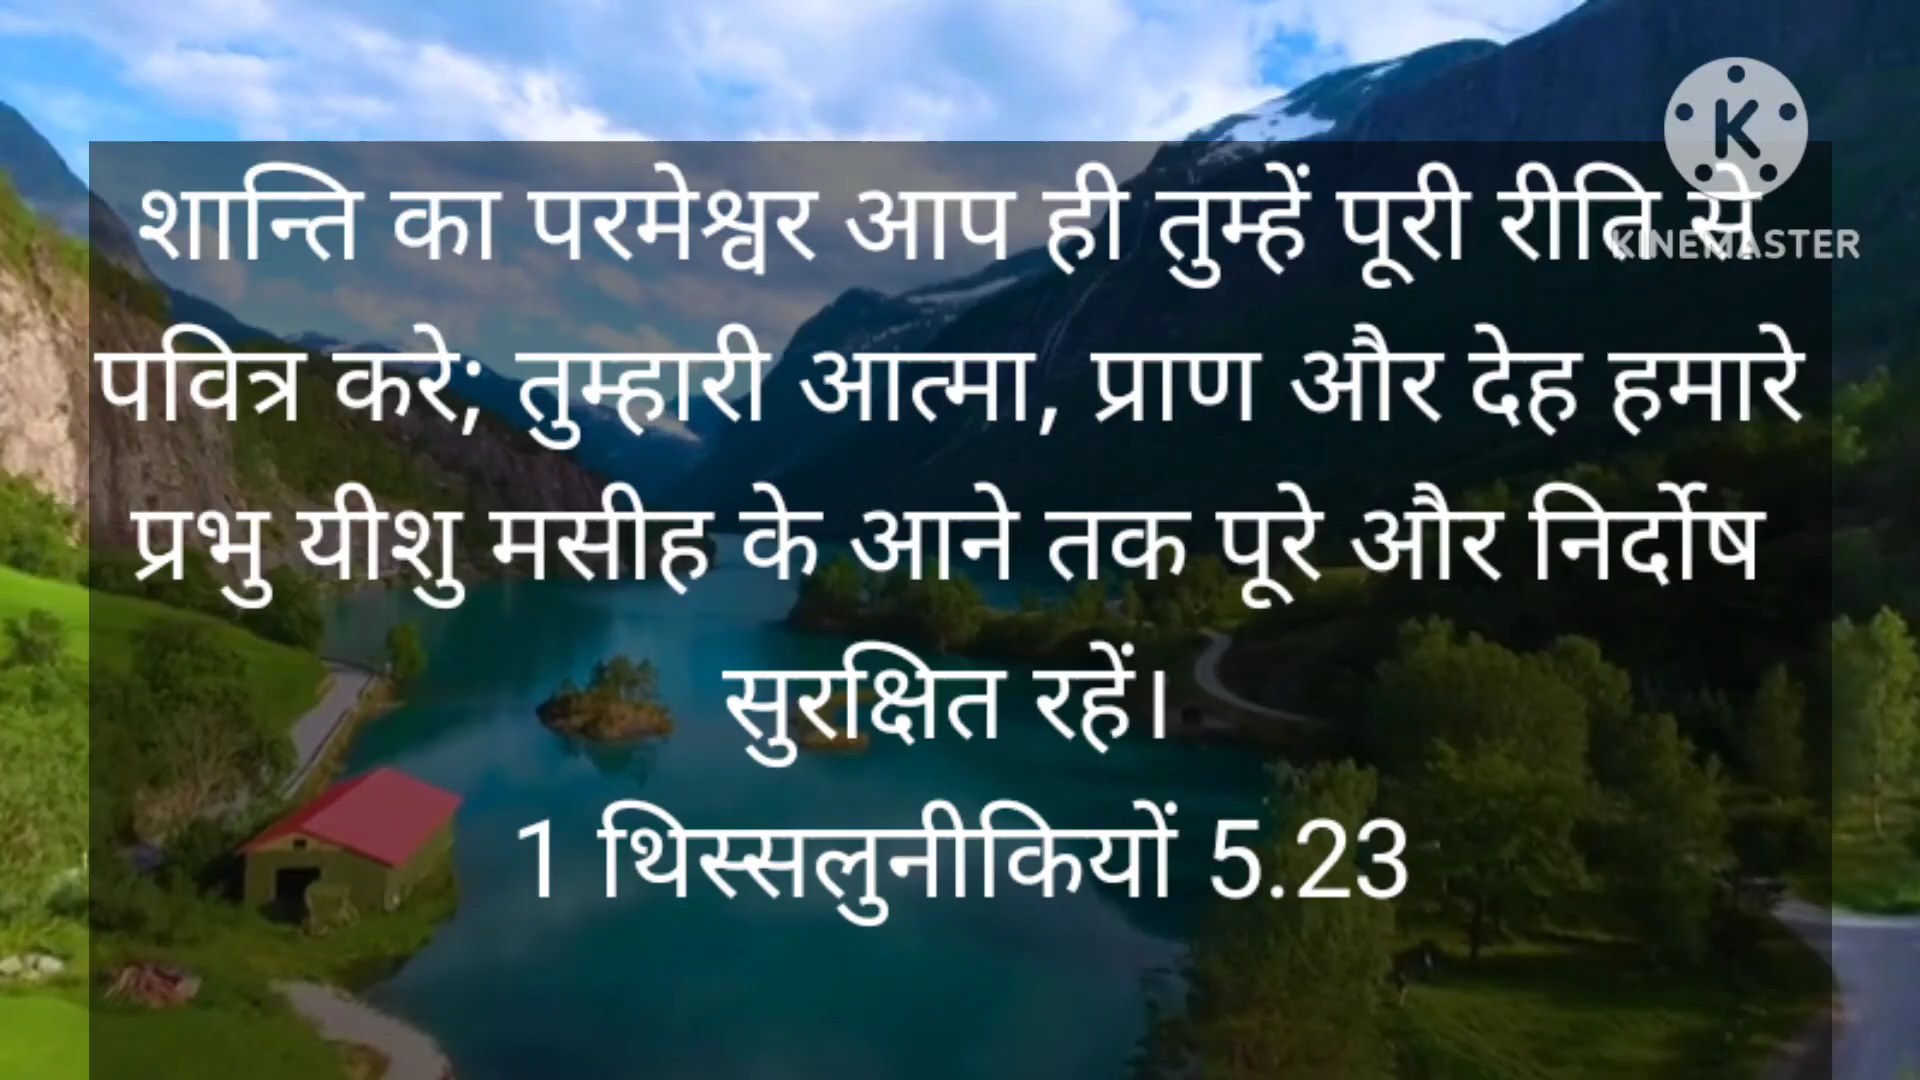 शान्ति का परमेश्वर आप ही तुम्हें पूरी रीति से
पवित्र करे; तुम्हारी आत्मा, प्राण और देह हमारे
प्रभु यीशु मसीह के आने तक पूरे और निर्दोष
सुरक्षित रहें।
1 थिस्सलुनीकियों 5.23
K
KINEMASTER